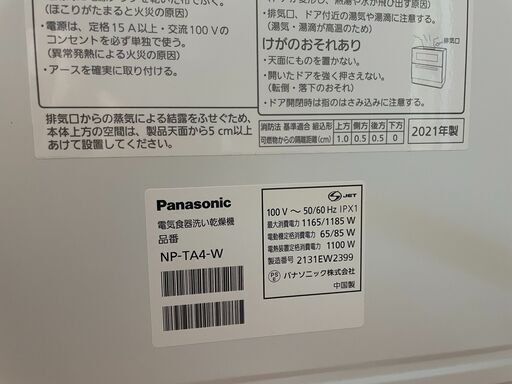 (ほこりがたまると火災の原因)
•電源は、定格15A以上・交流100Vの
コンセントを必ず単独で使う。
(異常発熱による火災の原因)
•アースを確実に取り付ける。
排気口からの蒸気による結露をふせぐため、
本体上方の空間は、製品天面から5cm以上
あけて設置してください。
•排気口、ドア付近の湯気や湯滴に注意する。
(湯気・湯滴が高温のため)
けがのおそれあり
•天面にものを置かない。
•開いたドアを強く押さえない。
(転倒・落下のおそれ)
•ドア開閉時は指のはさみ込みに注意する。
排気口
消防法 基準適合 組込形
可燃物からの離隔距離(cm)
上方 側方 後方 下方
1.0 0.5 0.5 0
2021年製
Panasonic
電気食器洗い乾燥機
品番
NP-TA4-W
JET
100 V ～ 50/60 Hz IPX1
最大消費電力 1165/1185 W
電動機定格消費電力 65/85 W
電熱装置定格消費電力 1100 W
製造番号 2131EW2399
PS E
パナソニック株式会社
中国製